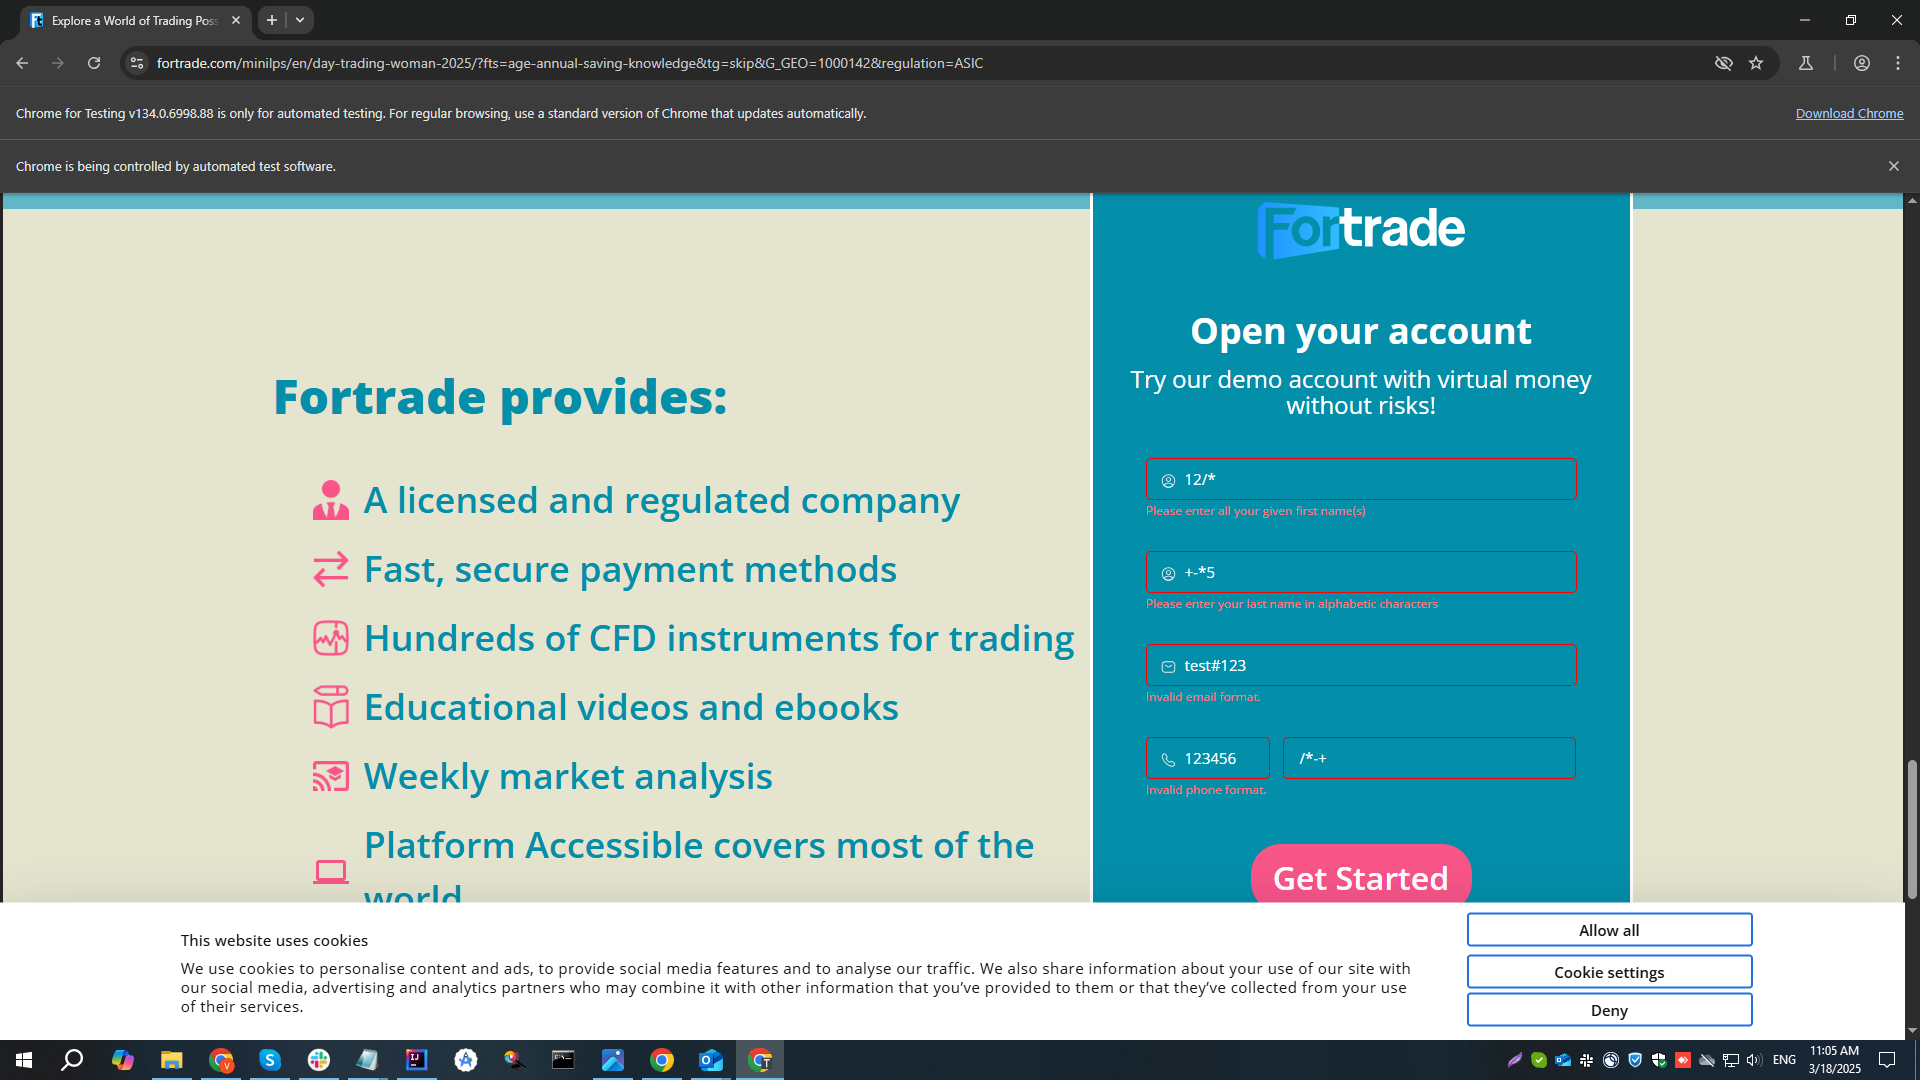 Explore a World of Trading Poss
fortrade.com/minilps/en/day-trading-woman-2025/?fts=age-annual-saving-knowledge&tg=skip&G_GEO=1000142&regulation=ASIC
Chrome for Testing v134.0.6998.88 is only for automated testing. For regular browsing, use a standard version of Chrome that updates automatically.
Download Chrome
Chrome is being controlled by automated test software.
Fortrade
Open your account
Try our demo account with virtual money
without risks!
Fortrade provides:
A licensed and regulated company
Fast, secure payment methods
Hundreds of CFD instruments for trading
Educational videos and ebooks
Weekly market analysis
Platform Accessible covers most of the
world
12/*
Please enter all your given first name(s)
+-*5
Please enter your last name in alphabetic characters
test#123
Invalid email format.
123456
/*-+
Invalid phone format.
Get Started
This website uses cookies
We use cookies to personalise content and ads, to provide social media features and to analyse our traffic. We also share information about your use of our site with
our social media, advertising and analytics partners who may combine it with other information that you've provided to them or that they've collected from your use
of their services.
Allow all
Cookie settings
Deny
ENG
11:05 AM
3/18/2025